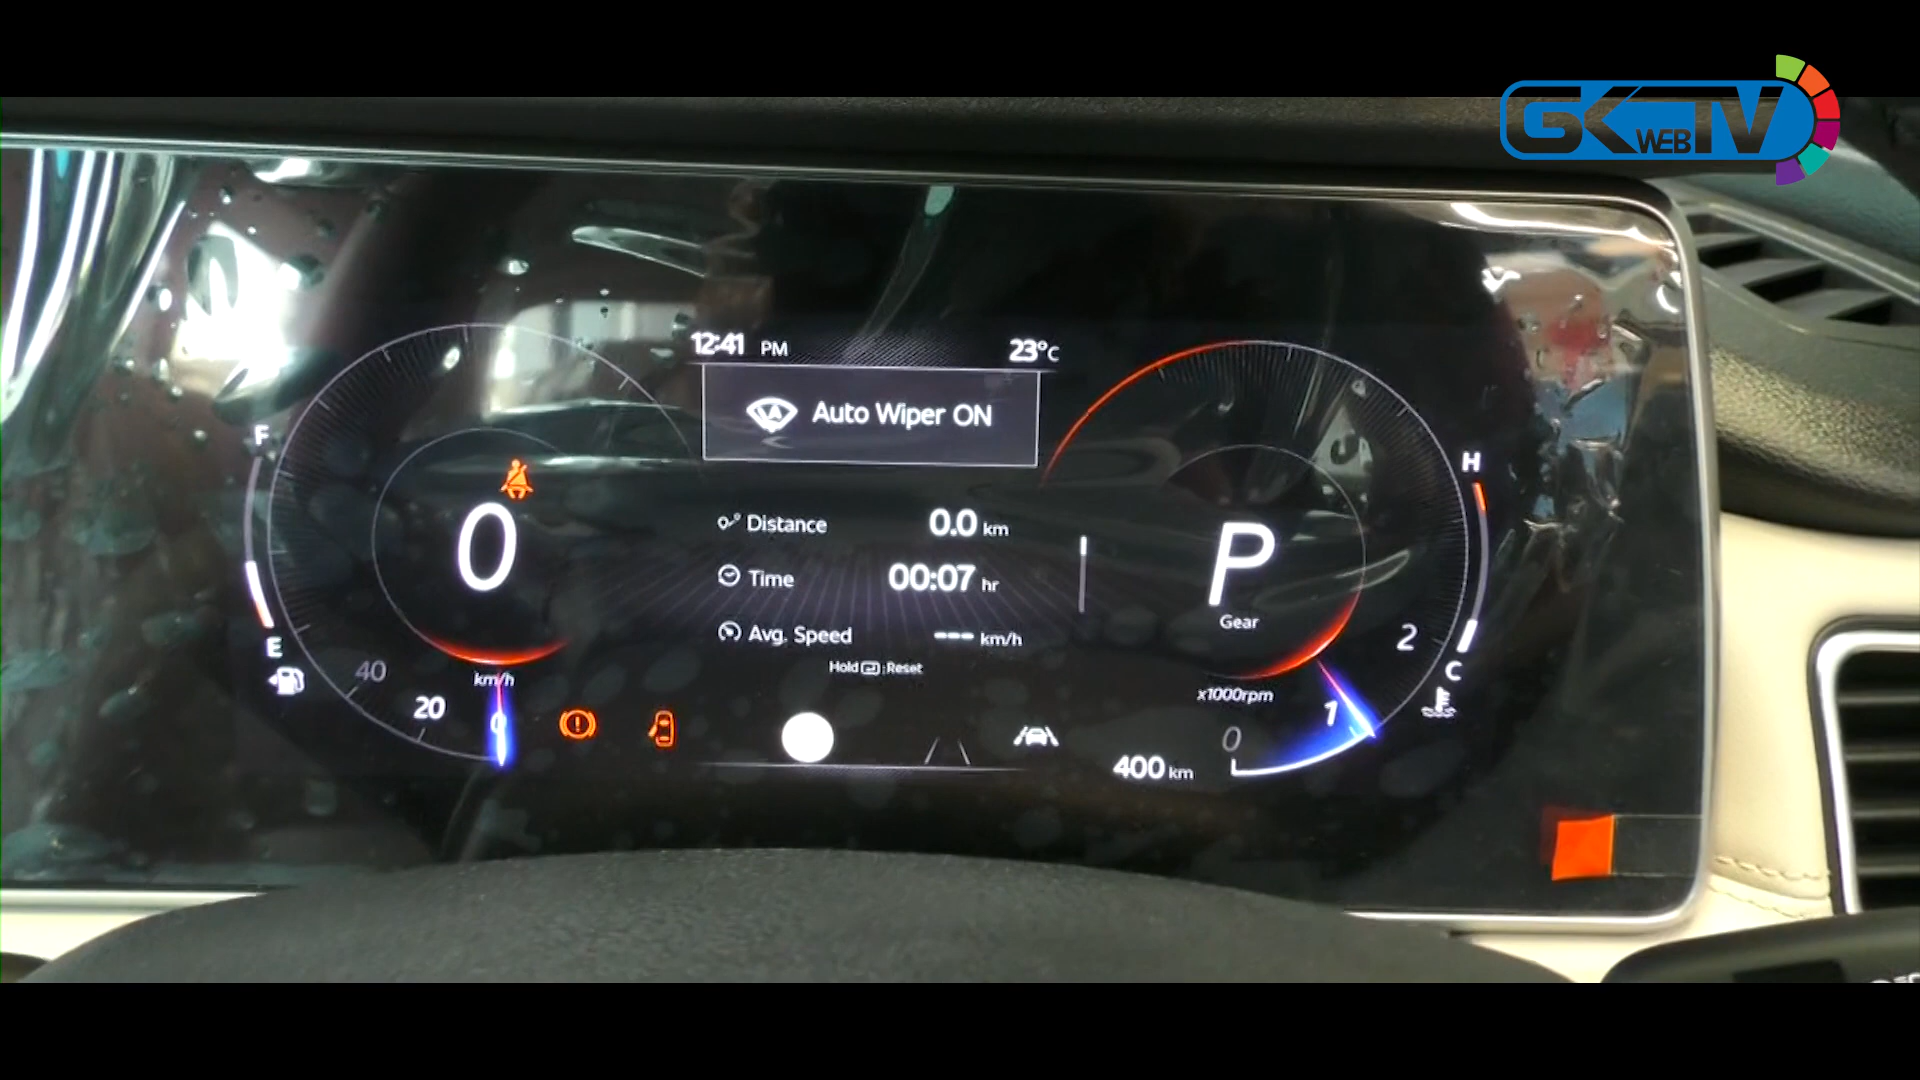 GK WEB TV
12:41 PM
23°C
Auto Wiper ON
F
H
0
Distance 0.0 km
Time 00:07 hr
Avg. Speed --- km/h
Hold :Reset
P
Gear
E
C
40
20
0
km/h
2
1
0
x1000rpm
400 km